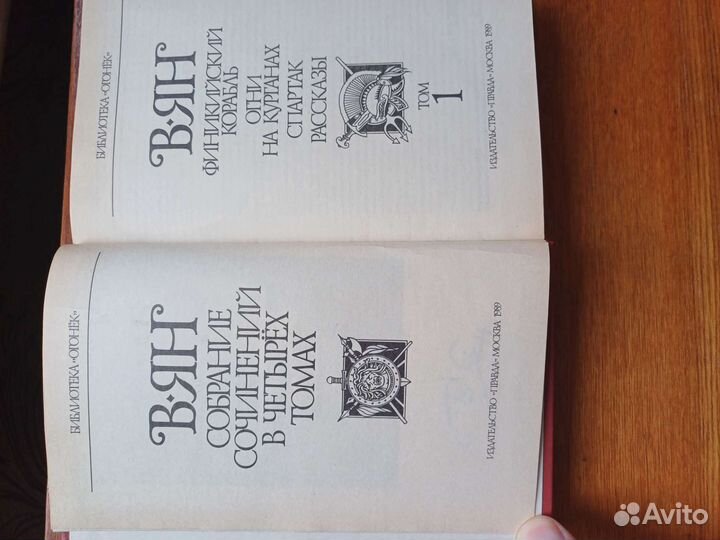 БИБЛИОТЕКА «ОГОНЁК»
В·ЯН
СОБРАНИЕ
СОЧИНЕНИЙ
В ЧЕТЫРЁХ
ТОМАХ
ИЗДАТЕЛЬСТВО «ПРАВДА» МОСКВА 1989
БИБЛИОТЕКА «ОГОНЁК»
В·ЯН
ФИНИКИЙСКИЙ
КОРАБЛЬ
ОГНИ
НА КУРГАНАХ
СПАРТАК
РАССКАЗЫ
ТОМ
1
ИЗДАТЕЛЬСТВО «ПРАВДА» МОСКВА 1989
Avito